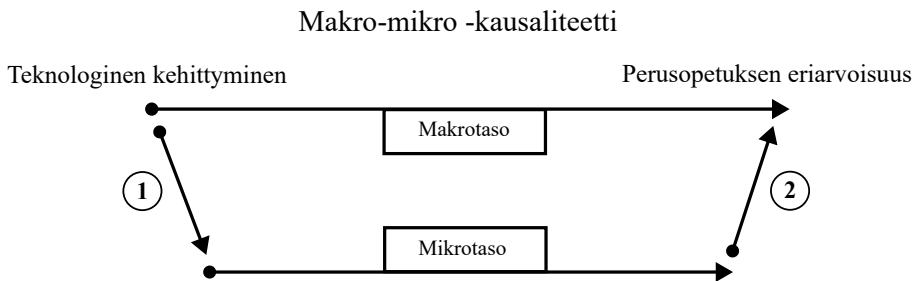 Makro-mikro -kausaliteetti
Teknologinen kehittyminen
Perusopetuksen eriarvoisuus
Makrotaso
1
2
Mikrotaso